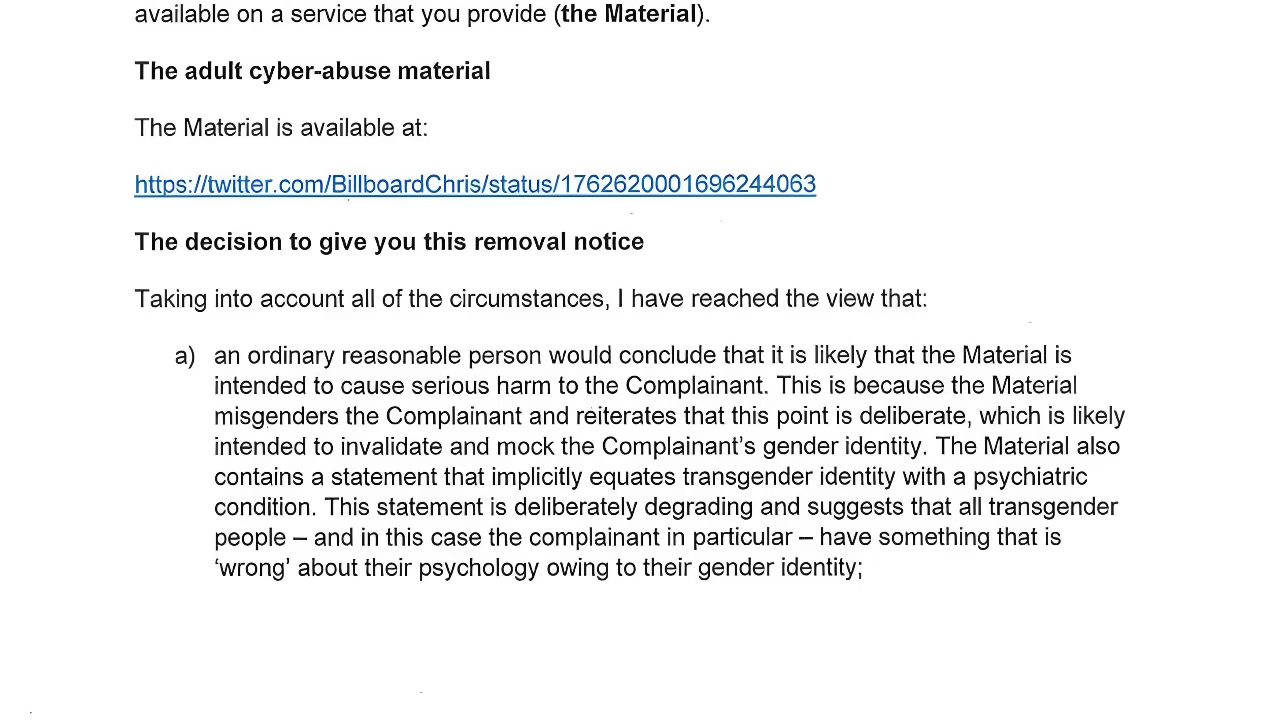 available on a service that you provide (the Material).
The adult cyber-abuse material
The Material is available at:
https://twitter.com/BillboardChris/status/1762620001696244063
The decision to give you this removal notice
Taking into account all of the circumstances, I have reached the view that:
a) an ordinary reasonable person would conclude that it is likely that the Material is
intended to cause serious harm to the Complainant. This is because the Material
misgenders the Complainant and reiterates that this point is deliberate, which is likely
intended to invalidate and mock the Complainant's gender identity. The Material also
contains a statement that implicitly equates transgender identity with a psychiatric
condition. This statement is deliberately degrading and suggests that all transgender
people – and in this case the complainant in particular – have something that is
'wrong' about their psychology owing to their gender identity;